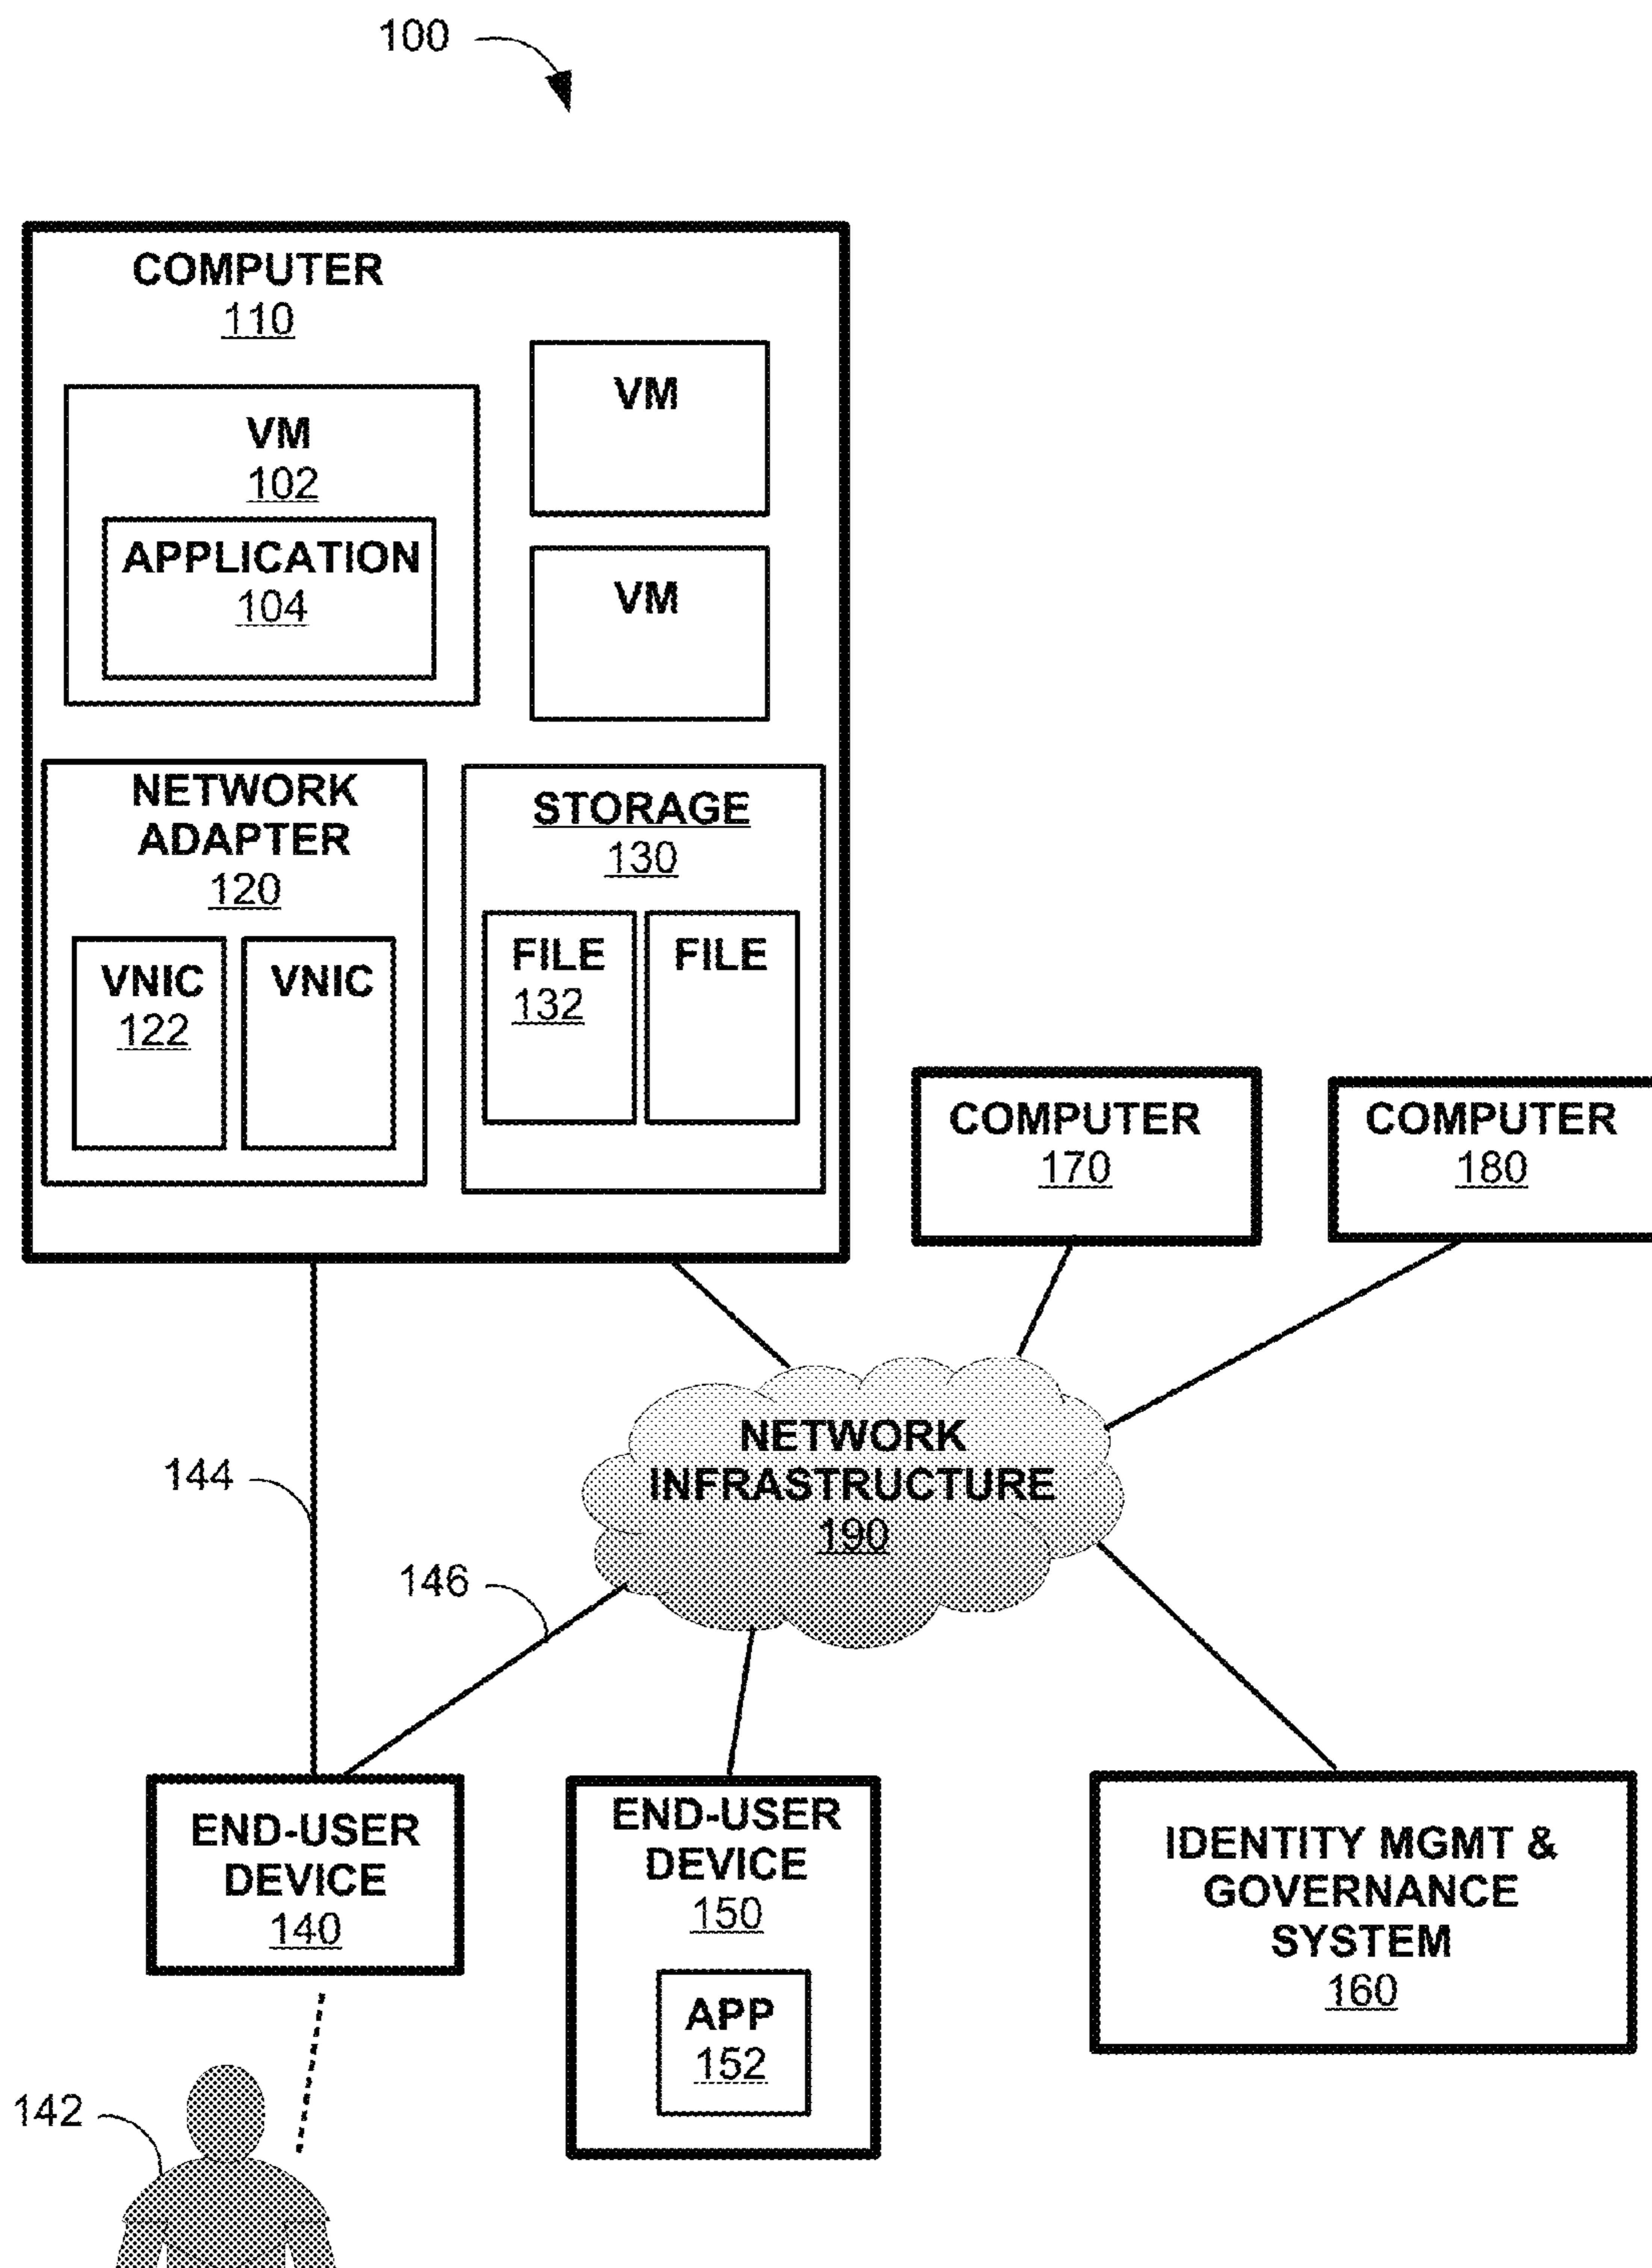 100
COMPUTER
110
VM
102
APPLICATION
104
VM
VM
NETWORK
ADAPTER
120
VNIC
122
VNIC
STORAGE
130
FILE
132
FILE
COMPUTER
170
COMPUTER
180
NETWORK
INFRASTRUCTURE
190
144
146
END-USER
DEVICE
140
END-USER
DEVICE
150
APP
152
IDENTITY MGMT &
GOVERNANCE
SYSTEM
160
142